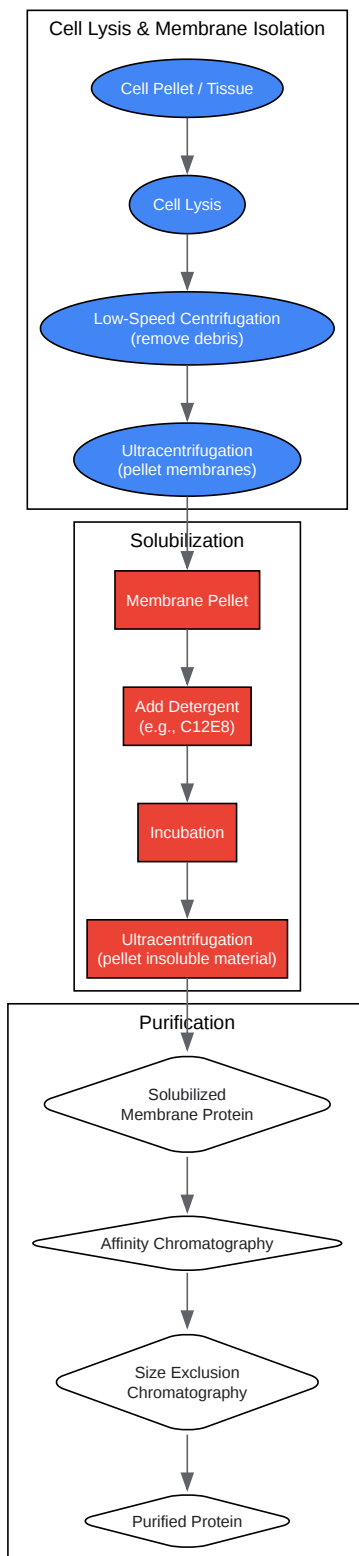 Cell Lysis & Membrane Isolation
Cell Pellet / Tissue
Cell Lysis
Low-Speed Centrifugation
(remove debris)
Ultracentrifugation
(pellet membranes)
Solubilization
Membrane Pellet
Add Detergent
(e.g., C12E8)
Incubation
Ultracentrifugation
(pellet insoluble material)
Purification
Solubilized
Membrane Protein
Affinity Chromatography
Size Exclusion
Chromatography
Purified Protein